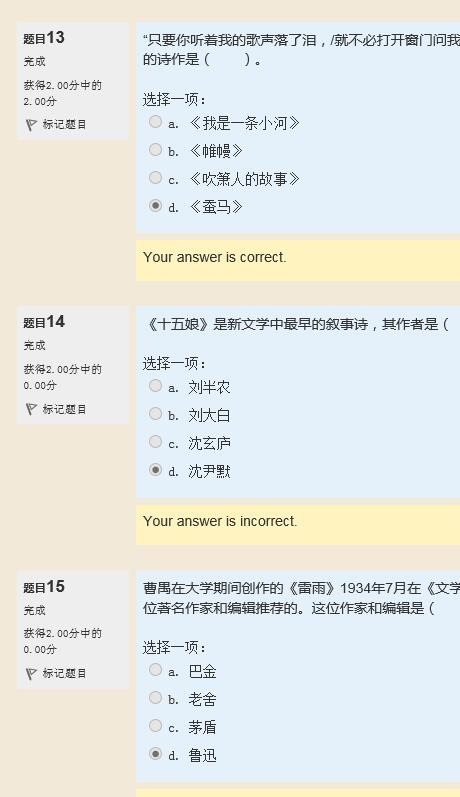 题目13
完成
获得2.00分中的
2.00分
标记题目
“只要你听着我的歌声落了泪，/就不必打开窗门问我
的诗作是（　　）。
选择一项：
a. 《我是一条小河》
b. 《帷幔》
c. 《吹箫人的故事》
d. 《蚕马》
Your answer is correct.
题目14
完成
获得2.00分中的
0.00分
标记题目
《十五娘》是新文学中最早的叙事诗，其作者是（
选择一项：
a. 刘半农
b. 刘大白
c. 沈玄庐
d. 沈尹默
Your answer is incorrect.
题目15
完成
获得2.00分中的
0.00分
标记题目
曹禺在大学期间创作的《雷雨》1934年7月在《文学
位著名作家和编辑推荐的。这位作家和编辑是（
选择一项：
a. 巴金
b. 老舍
c. 茅盾
d. 鲁迅